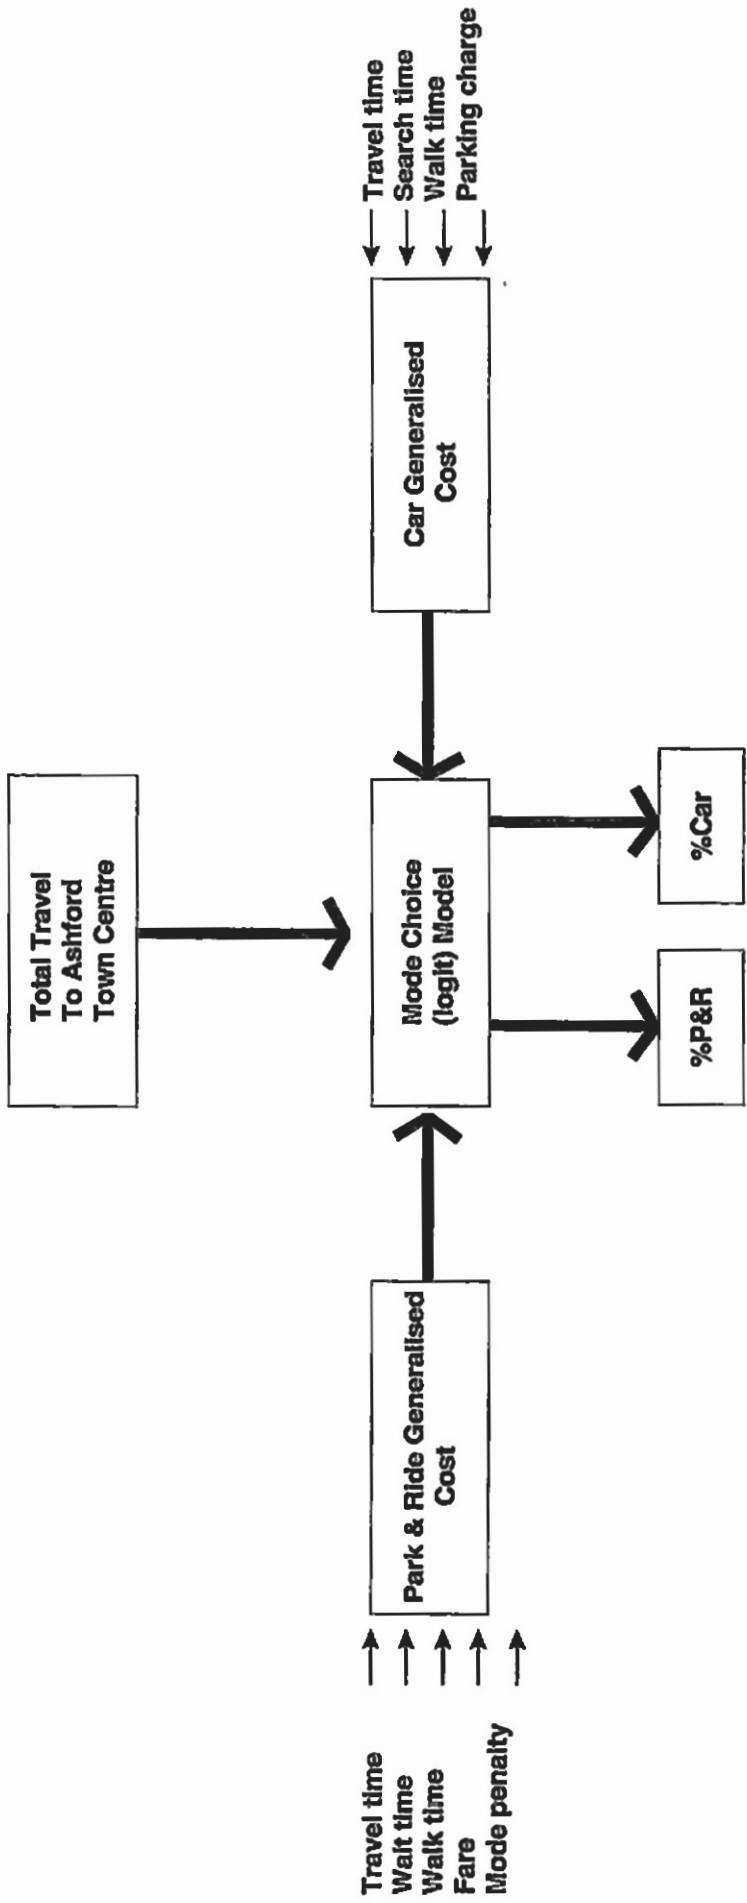 Total Travel
To Ashford
Town Centre
Travel time
Wait time
Walk time
Fare
Mode penalty
Park & Ride Generalised
Cost
Mode Choice
(logit) Model
Car Generalised
Cost
Travel time
Search time
Walk time
Parking charge
%P&R
%Car